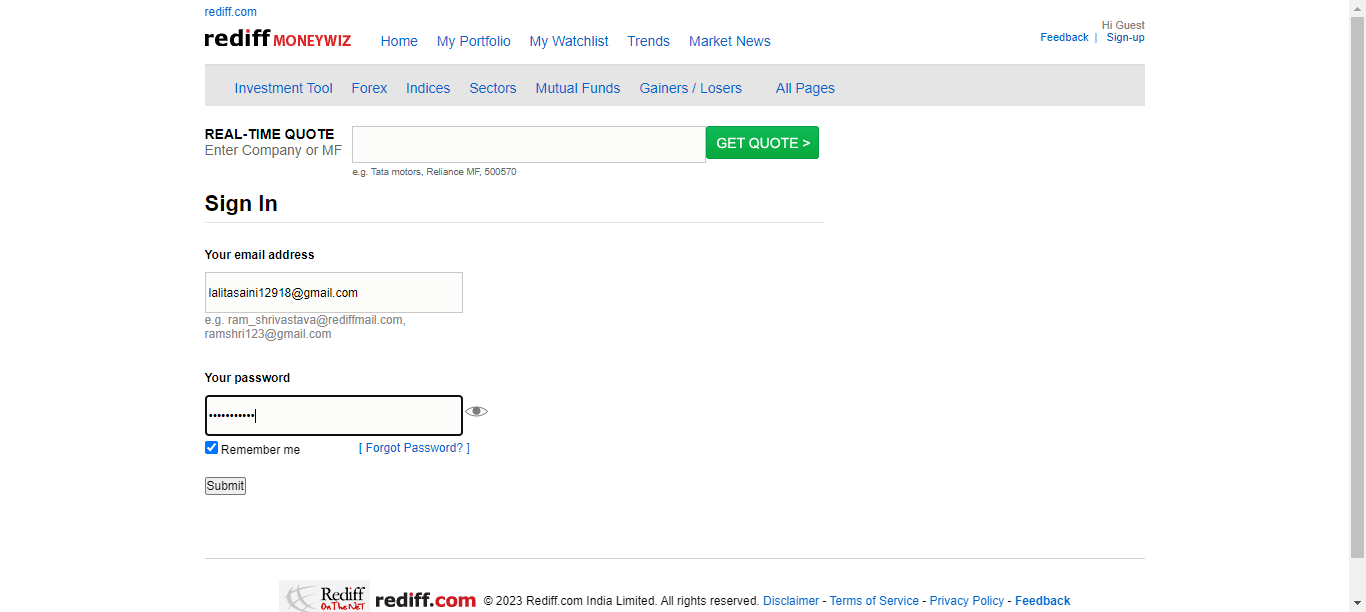 rediff.com
rediff MONEYWIZ Home My Portfolio My Watchlist Trends Market News
Hi Guest
Feedback | Sign-up
Investment Tool Forex Indices Sectors Mutual Funds Gainers / Losers All Pages
REAL-TIME QUOTE
Enter Company or MF
GET QUOTE >
e.g. Tata motors, Reliance MF, 500570
Sign In
Your email address
lalitasaini12918@gmail.com
e.g. ram_shrivastava@rediffmail.com,
ramshri123@gmail.com
Your password
•••••••••••
Remember me [ Forgot Password? ]
Submit
Rediff
On The NET
rediff.com © 2023 Rediff.com India Limited. All rights reserved. Disclaimer - Terms of Service - Privacy Policy - Feedback